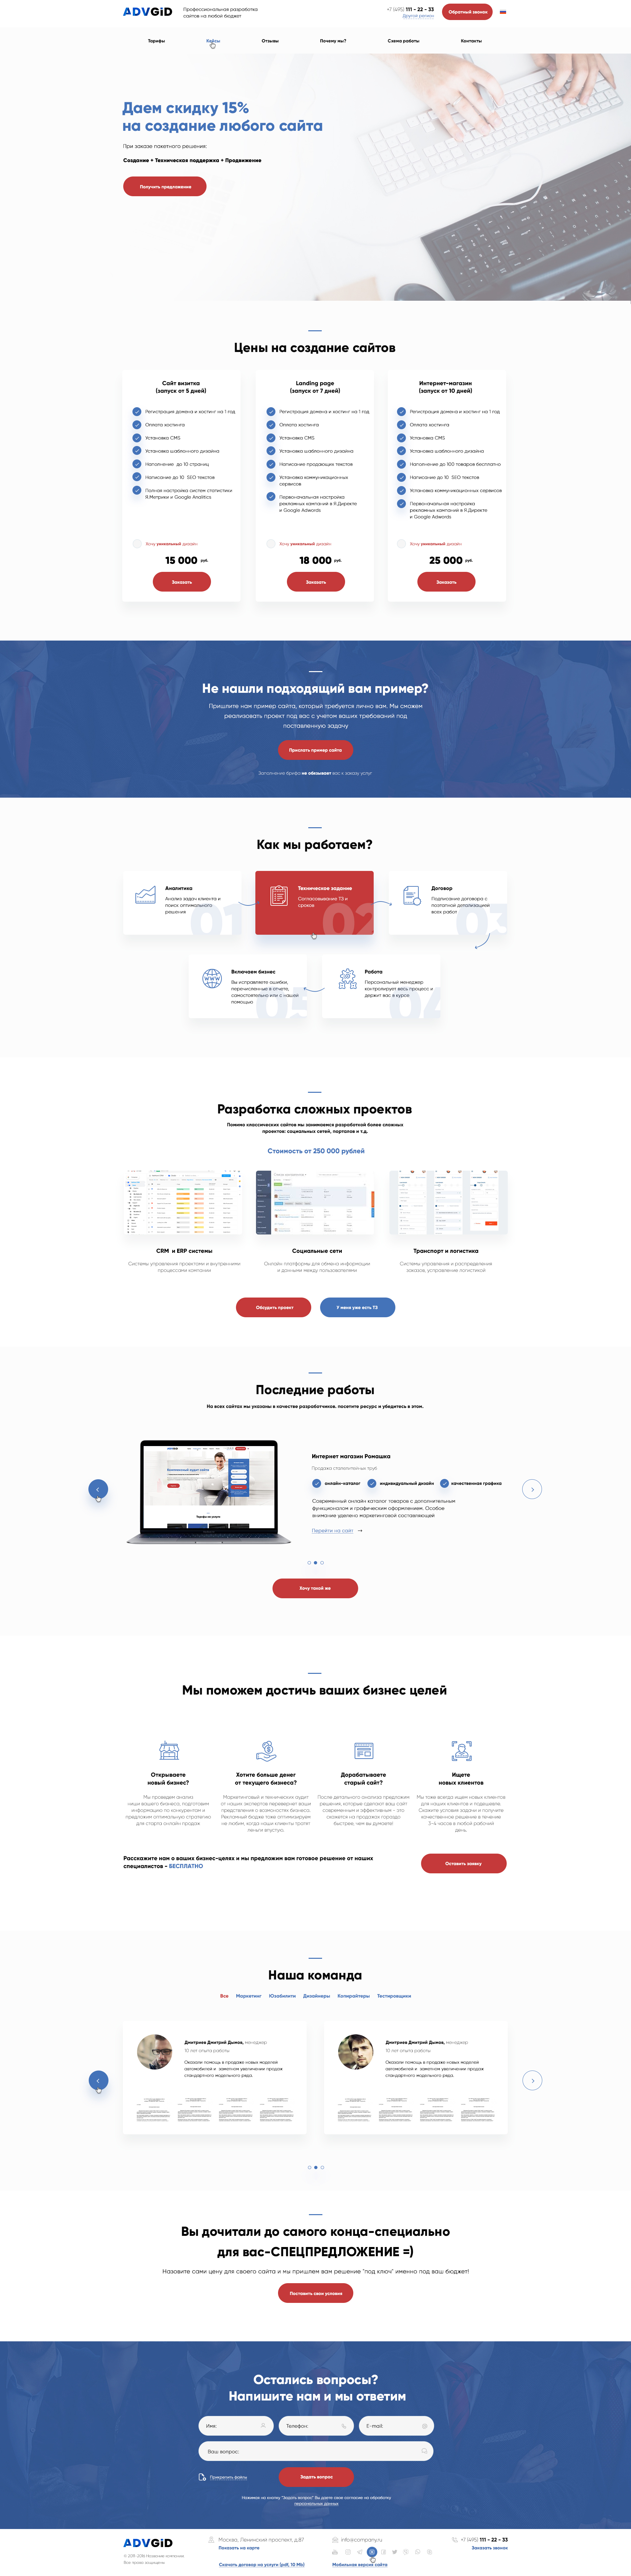 ADVGiD
Профессиональная разработка
сайтов на любой бюджет
+7 (495) 111 - 22 - 33
Другой регион
Обратный звонок
Тарифы
Кейсы
Отзывы
Почему мы?
Схема работы
Контакты
Даем скидку 15%
на создание любого сайта
При заказе пакетного решения:
Создание + Техническая поддержка + Продвижение
Получить предложение
Цены на создание сайтов
Сайт визитка
(запуск от 5 дней)
Регистрация домена и хостинг на 1 год
Оплата хостинга
Установка CMS
Установка шаблонного дизайна
Наполнение до 10 страниц
Написание до 10 SEO текстов
Полная настройка систем статистики
Я.Метрики и Google Analitics
Хочу уникальный дизайн
15 000 руб.
Заказать
Landing page
(запуск от 7 дней)
Регистрация домена и хостинг на 1 год
Оплата хостинга
Установка CMS
Установка шаблонного дизайна
Написание продающих текстов
Установка коммуникационных
сервисов
Первоначальная настройка
рекламных кампаний в Я.Директе
и Google Adwords
Хочу уникальный дизайн
18 000 руб.
Заказать
Интернет-магазин
(запуск от 10 дней)
Регистрация домена и хостинг на 1 год
Оплата хостинга
Установка CMS
Установка шаблонного дизайна
Наполнение до 100 товаров бесплатно
Написание до 10 SEO текстов
Установка коммуникационных сервисов
Первоначальная настройка
рекламных кампаний в Я.Директе
и Google Adwords
Хочу уникальный дизайн
25 000 руб.
Заказать
Не нашли подходящий вам пример?
Пришлите нам пример сайта, который требуется лично вам. Мы сможем
реализовать проект под вас с учетом ваших требований под
поставленную задачу
Прислать пример сайта
Заполнение брифа не обязывает вас к заказу услуг
Как мы работаем?
Аналитика
Анализ задач клиента и
поиск оптимального
решения
01
Техническое задание
Согласовывание ТЗ и
сроков
02
Договор
Подписание договора с
поэтапной детализацией
всех работ
03
Включаем бизнес
Вы исправляете ошибки,
перечисленные в отчете,
самостоятельно или с нашей
помощью
05
Работа
Персональный менеджер
контролирует весь процесс и
держит вас в курсе
04
Разработка сложных проектов
Помимо классических сайтов мы занимаемся разработкой более сложных
проектов: социальных сетей, порталов и т.д.
Стоимость от 250 000 рублей
CRM и ERP системы
Системы управления проектами и внутренними
процессами компании
Социальные сети
Онлайн платформы для обмена информации
и данными между пользователями
Транспорт и логистика
Системы управления и распределения
заказов, устравление логистикой
Обсудить проект
У меня уже есть ТЗ
Последние работы
На всех сайтах мы указаны в качестве разработчиков. посетите ресурс и убедитесь в этом.
Интернет магазин Ромашка
онлайн-каталог
индивидуальный дизайн
качественная графика
Современный онлайн каталог товаров с дополнительным
функционалом и графическим оформлением. Особое
внимание уделено маркетинговой составляющей
Перейти на сайт
Хочу такой же
Мы поможем достичь ваших бизнес целей
Открываете
новый бизнес?
Мы проведем анализ
ниши вашего бизнеса, подготовим
информацию по конкурентам и
предложим оптимальную стратегию
для старта онлайн продаж
Хотите больше денег
от текущего бизнеса?
Маркетинговый и технический аудит
от наших экспертов перевернет ваши
представления о возмоностях бизнеса.
Рекламный бюджет тоже оптимизируем
не любим, когда наши клиенты тратят
деньги впустую.
Дорабатываете
старый сайт?
После детального анализа предложим
решения, которые сделают ваш сайт
современным и эффективным - это
скажется на продажах гораздо
быстрее, чем вы думаете!
Ищете
новых клиентов
Мы тоже всегда ищем новых клиентов
для наших клиентов и подешевле.
Скажите условия задачи и получите
качественное решение в течение
3-4 часов в любой рабочий
день.
Расскажите нам о ваших бизнес-целях и мы предложим вам готовое решение от наших
специалистов - БЕСПЛАТНО
Оставить заявку
Наша команда
Все
Маркетинг
Юзабилити
Дизайнеры
Копирайтеры
Тестировщики
Дмитриев Дмитрий Дымов, менеджер
10 лет опыта работы
Оказали помощь в продаже новых моделей
автомобилей и заметном увеличении продаж
стандартного модельного ряда.
Дмитриев Дмитрий Дымов, менеджер
10 лет опыта работы
Оказали помощь в продаже новых моделей
автомобилей и заметном увеличении продаж
стандартного модельного ряда.
Вы дочитали до самого конца-специально
для вас-СПЕЦПРЕДЛОЖЕНИЕ =)
Назовите цену для своего сайта и мы пришлем вам решение "под ключ" именно под ваш бюджет!
Поставить свои условия
Остались вопросы?
Напишите нам и мы ответим
Имя:
Телефон:
E-mail:
Ваш вопрос:
Прикрепить файлы
Задать вопрос
Нажимая на кнопку "Задать вопрос" Вы даете свое согласие на обработку
персональных данных
ADVGiD
Все права защищены
Москва, Ленинский проспект, д.87
Показать на карте
Скачать договор на услуги (pdf, 10 Mb)
info@company.ru
Мобильная версия сайта
+7 (495) 111 - 22 - 33
Заказать звонок